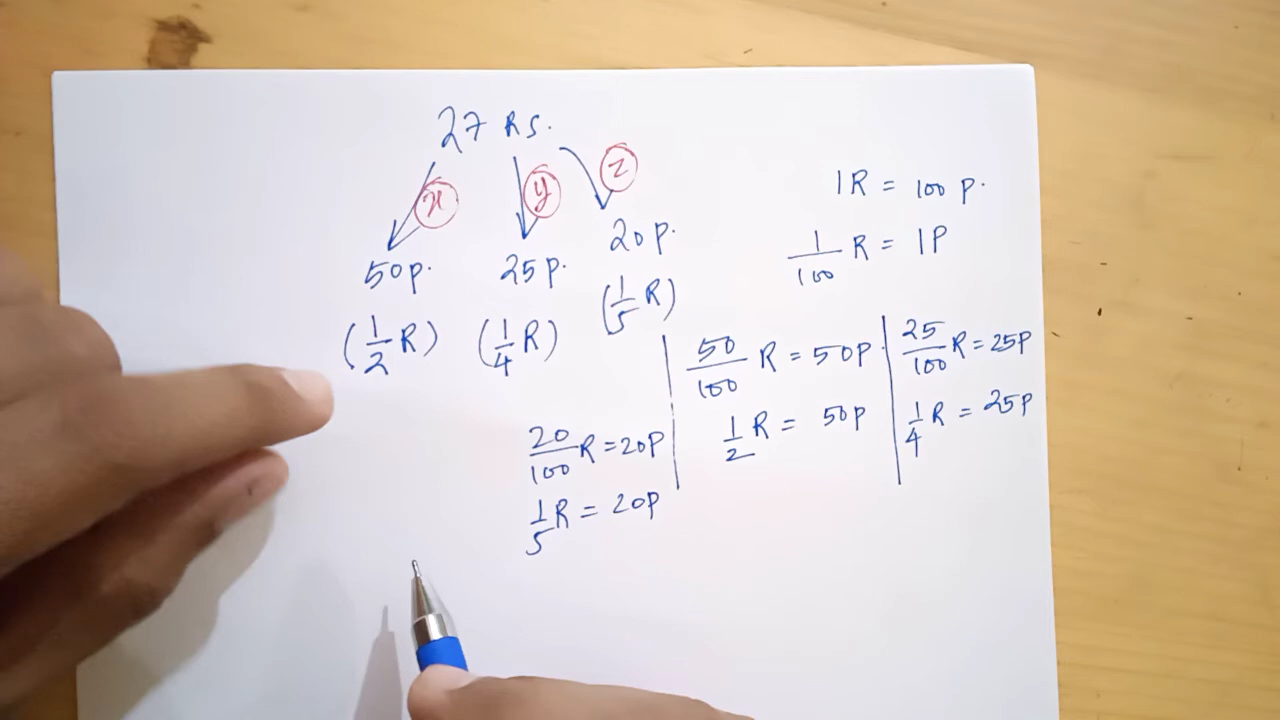 27 RS.
x y z
50p. 25p. 20p.
(1/2 R) (1/4 R) (1/5 R)
1R = 100 p.
1/100 R = 1P
50/100 R = 50P.
1/2 R = 50p
25/100 R = 25P
1/4 R = 25p
20/100 R = 20P
1/5 R = 20p